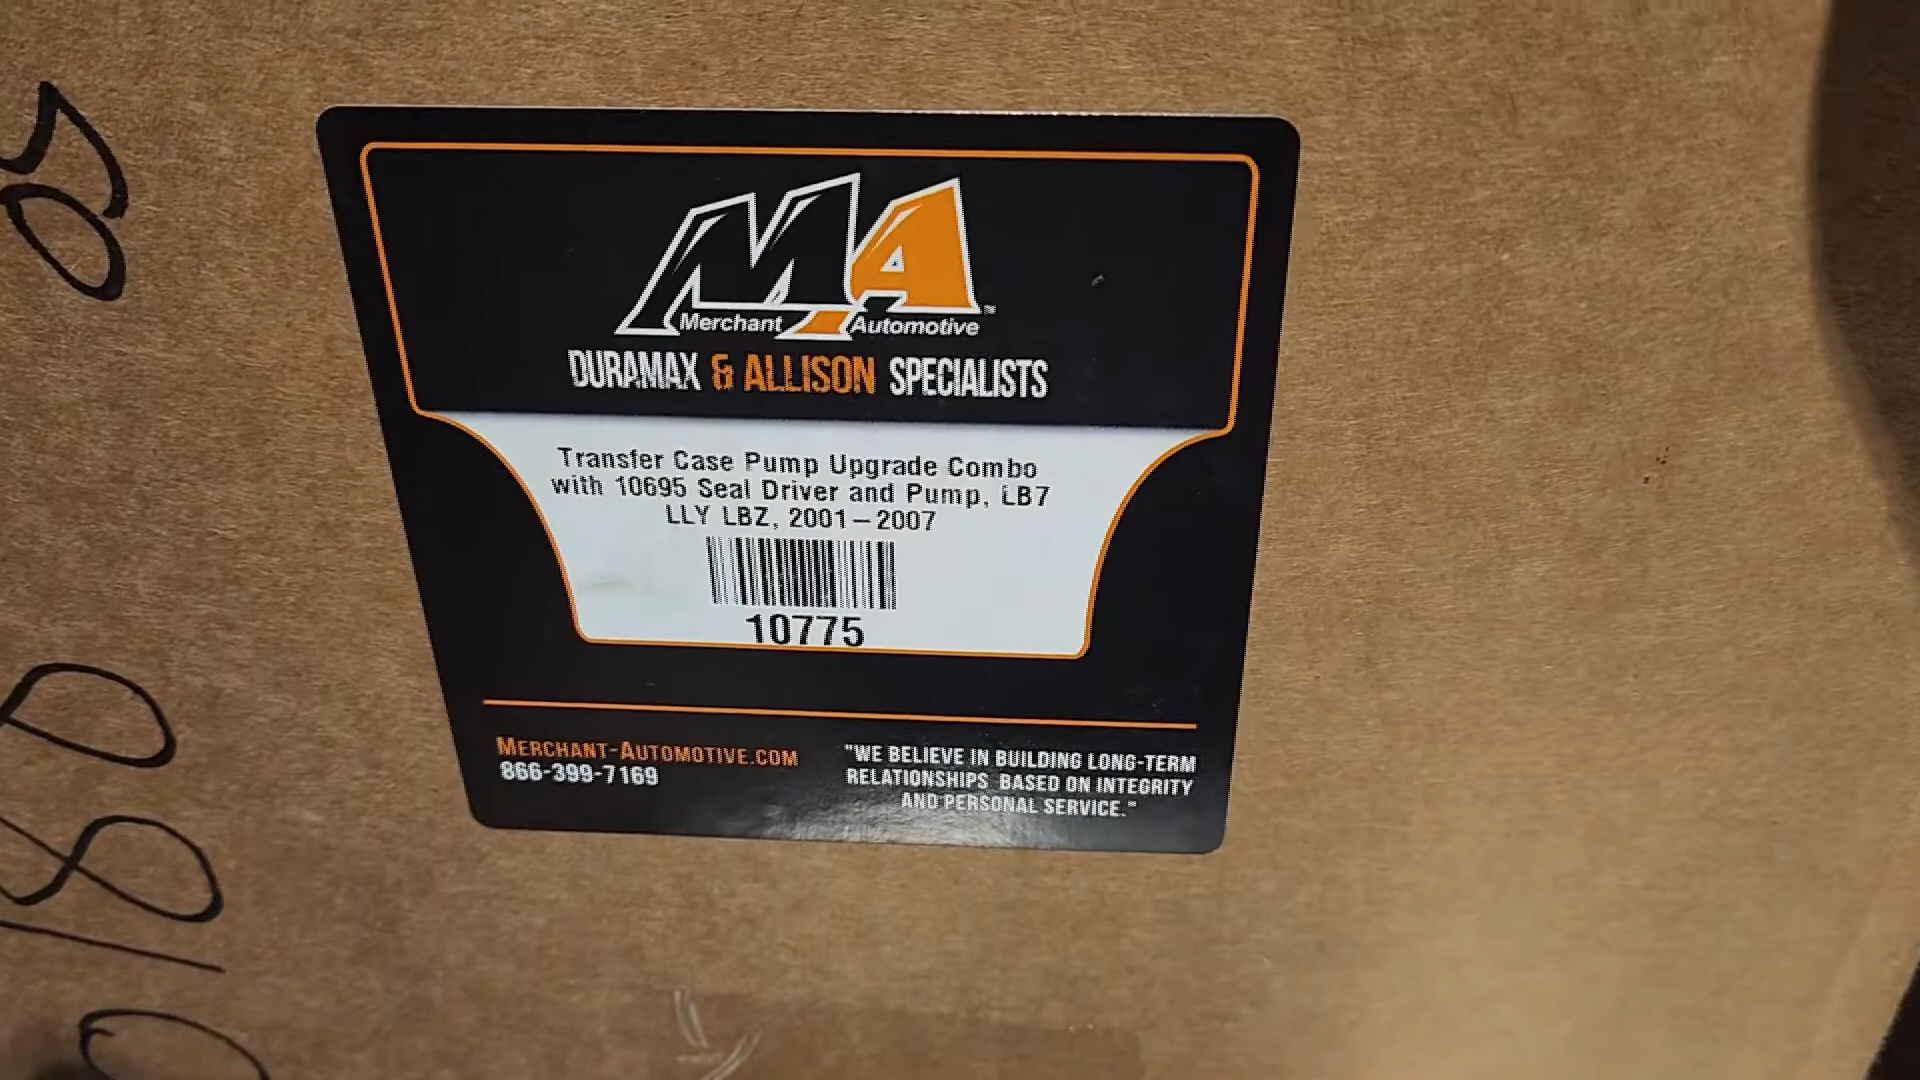 MA™
Merchant Automotive
DURAMAX & ALLISON SPECIALISTS
Transfer Case Pump Upgrade Combo
with 10695 Seal Driver and Pump, LB7
LLY LBZ, 2001-2007
10775
MERCHANT-AUTOMOTIVE.COM
866-399-7169
"WE BELIEVE IN BUILDING LONG-TERM
RELATIONSHIPS BASED ON INTEGRITY
AND PERSONAL SERVICE."